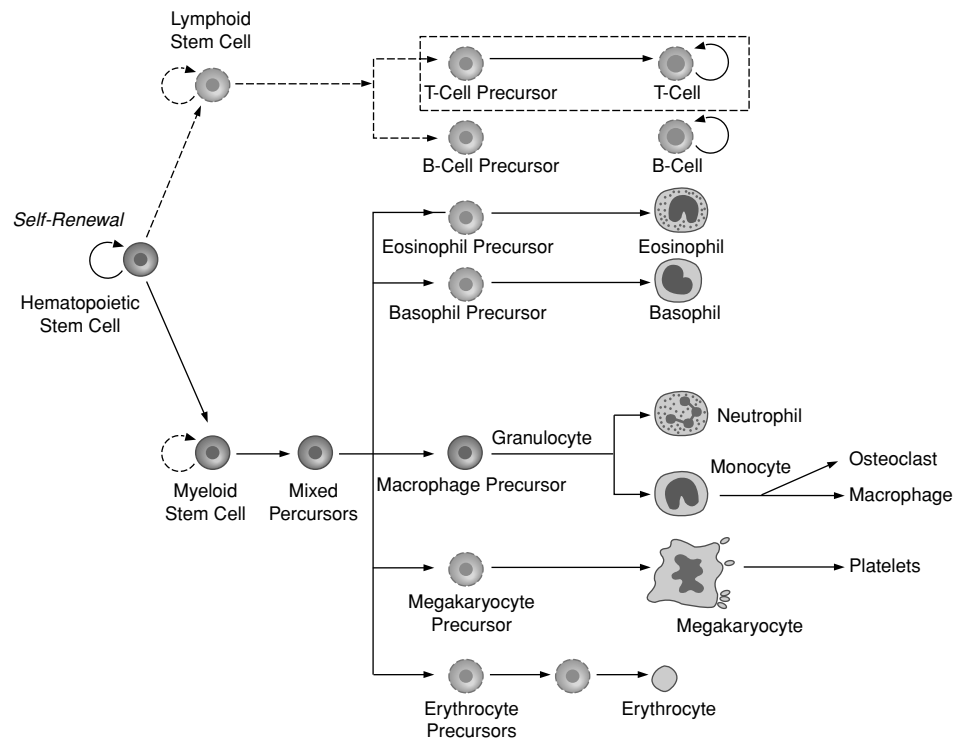 Lymphoid
Stem Cell
T-Cell Precursor
T-Cell
B-Cell Precursor
B-Cell
Self-Renewal
Hematopoietic
Stem Cell
Eosinophil Precursor
Eosinophil
Basophil Precursor
Basophil
Myeloid
Stem Cell
Mixed
Percursors
Granulocyte
Macrophage Precursor
Neutrophil
Monocyte
Osteoclast
Macrophage
Megakaryocyte
Precursor
Megakaryocyte
Platelets
Erythrocyte
Precursors
Erythrocyte